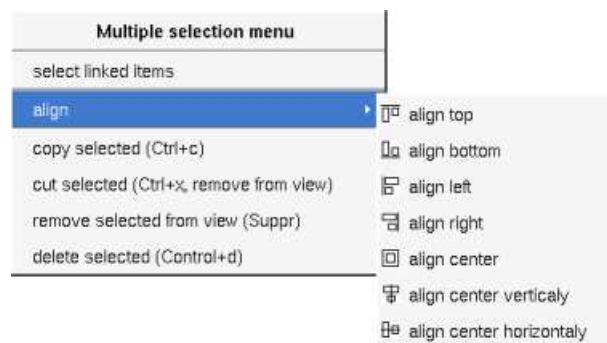 Multiple selection menu
select linked items
align
copy selected (Ctrl+c)
cut selected (Ctrl+x, remove from view)
remove selected from view (Suppr)
delete selected (Control+d)
align top
align bottom
align left
align right
align center
align center verticaly
align center horizontaly